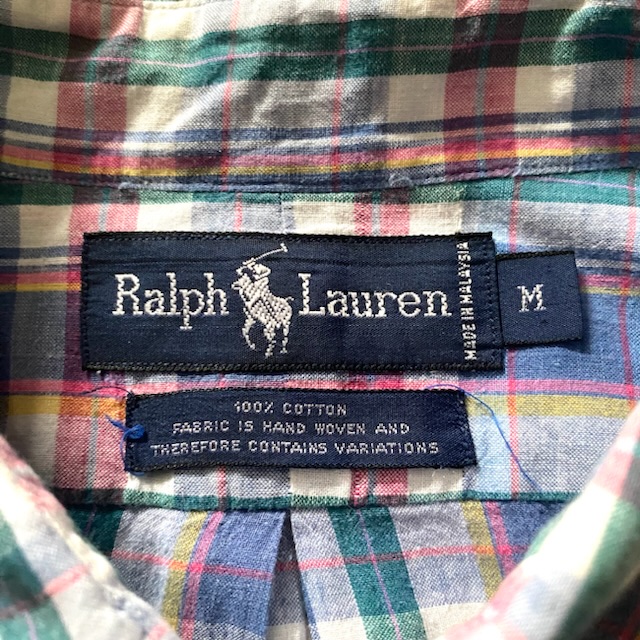 Ralph Lauren
MADE IN MALAYSIA
M
100% COTTON
FABRIC IS HAND WOVEN AND
THEREFORE CONTAINS VARIATIONS